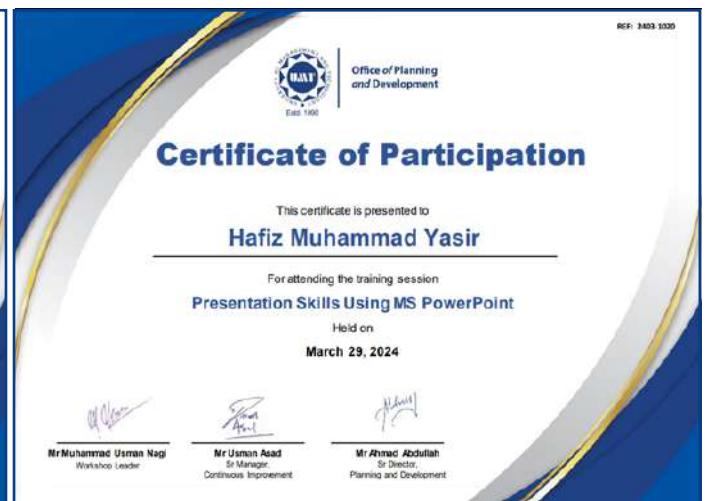 REF: 2403-1020
UMT
Estd. 1990
Office of Planning
and Development
Certificate of Participation
This certificate is presented to
Hafiz Muhammad Yasir
For attending the training session
Presentation Skills Using MS PowerPoint
Held on
March 29, 2024
Mr Muhammad Usman Nagi
Workshop Leader
Mr Usman Asad
Sr Manager,
Continuous Improvement
Mr Ahmad Abdullah
Sr Director,
Planning and Development